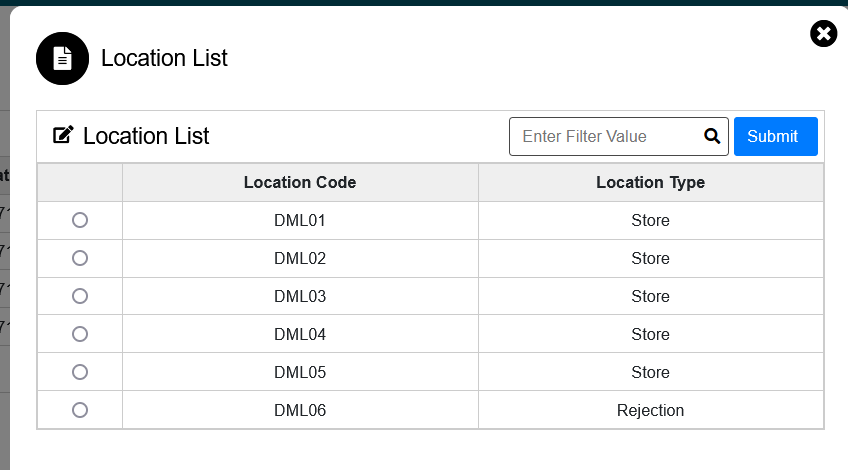 Location List
Location List
Enter Filter Value
Submit
Location Code Location Type
DML01 Store
DML02 Store
DML03 Store
DML04 Store
DML05 Store
DML06 Rejection